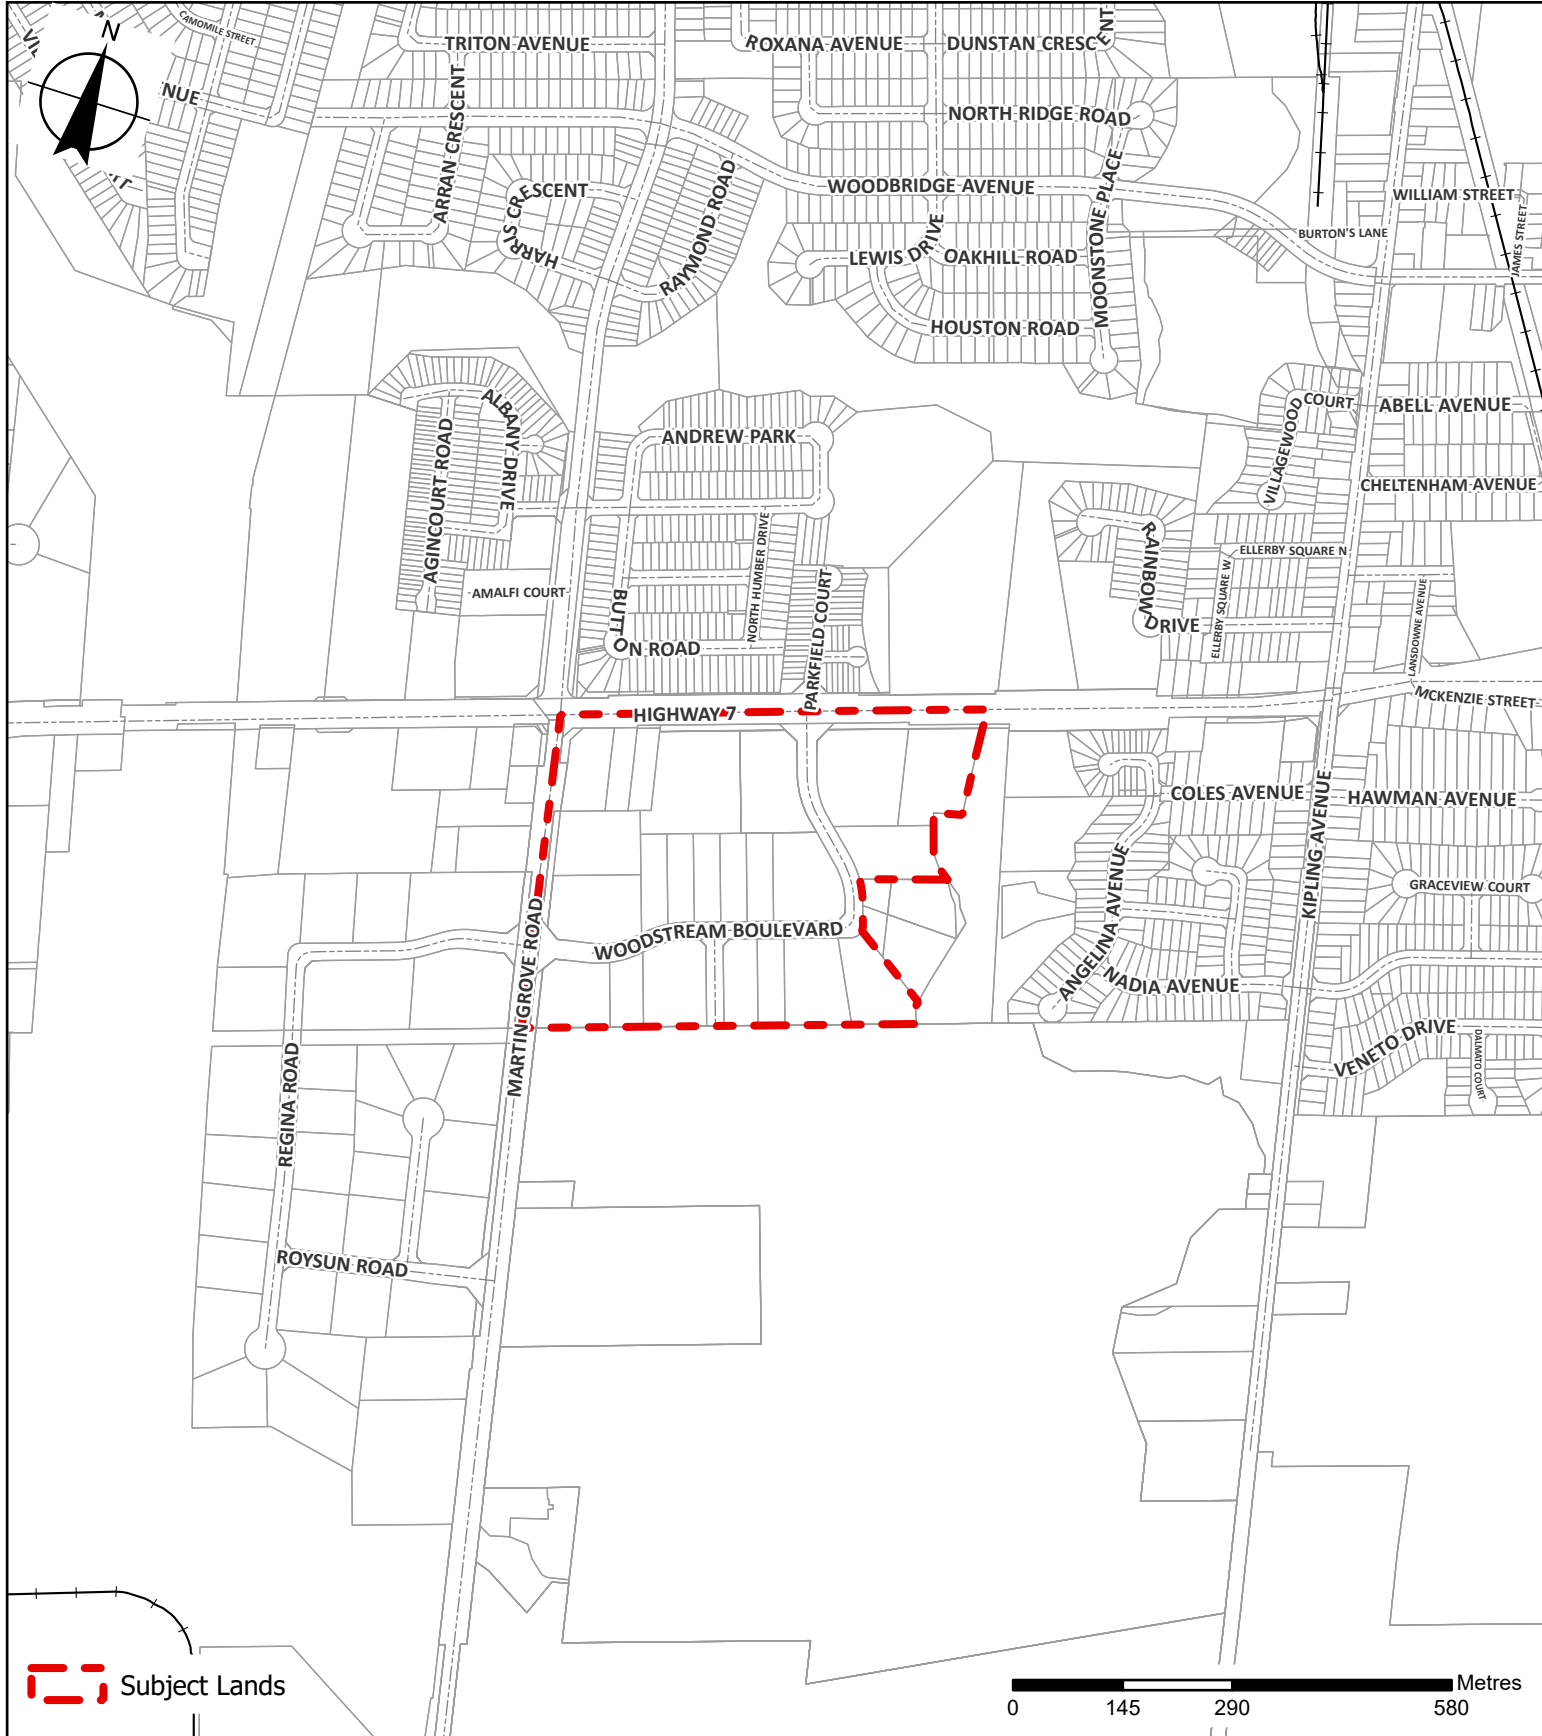 CAMOMILE STREET
N
NUE
TRITON AVENUE
ROXANA AVENUE
DUNSTAN CRESCENT
ARRAN CRESCENT
NORTH RIDGE ROAD
HARRS CRESCENT
RAYMOND ROAD
WOODBRIDGE AVENUE
MOONSTONE PLACE
WILLIAM STREET
JAMES STREET
BURTON'S LANE
LEWIS DRIVE
OAKHILL ROAD
HOUSTON ROAD
ALBANY DRIVE
AGINCOURT ROAD
ANDREW PARK
VILLAGEWOOD COURT
ABELL AVENUE
CHELTENHAM AVENUE
NORTH HUMBER DRIVE
RAINBOW DRIVE
ELLERBY SQUARE N
ELLERBY SQUARE W
AMALFI COURT
BUTTON ROAD
PARKFIELD COURT
LANSDOWNE AVENUE
MCKENZIE STREET
HIGHWAY 7
COLES AVENUE
HAWMAN AVENUE
KIPLING AVENUE
ANGELINA AVENUE
GRACEVIEW COURT
MARTIN GROVE ROAD
WOODSTREAM BOULEVARD
NADIA AVENUE
VENETO DRIVE
DALMATO COURT
REGINA ROAD
ROYSUN ROAD
Subject Lands
Metres
0 145 290 580